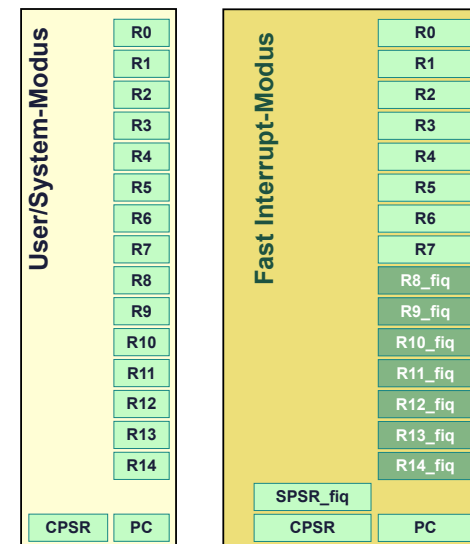 User/System-Modus
R0
R1
R2
R3
R4
R5
R6
R7
R8
R9
R10
R11
R12
R13
R14
CPSR PC
Fast Interrupt-Modus
R0
R1
R2
R3
R4
R5
R6
R7
R8_fiq
R9_fiq
R10_fiq
R11_fiq
R12_fiq
R13_fiq
R14_fiq
SPSR_fiq
CPSR PC